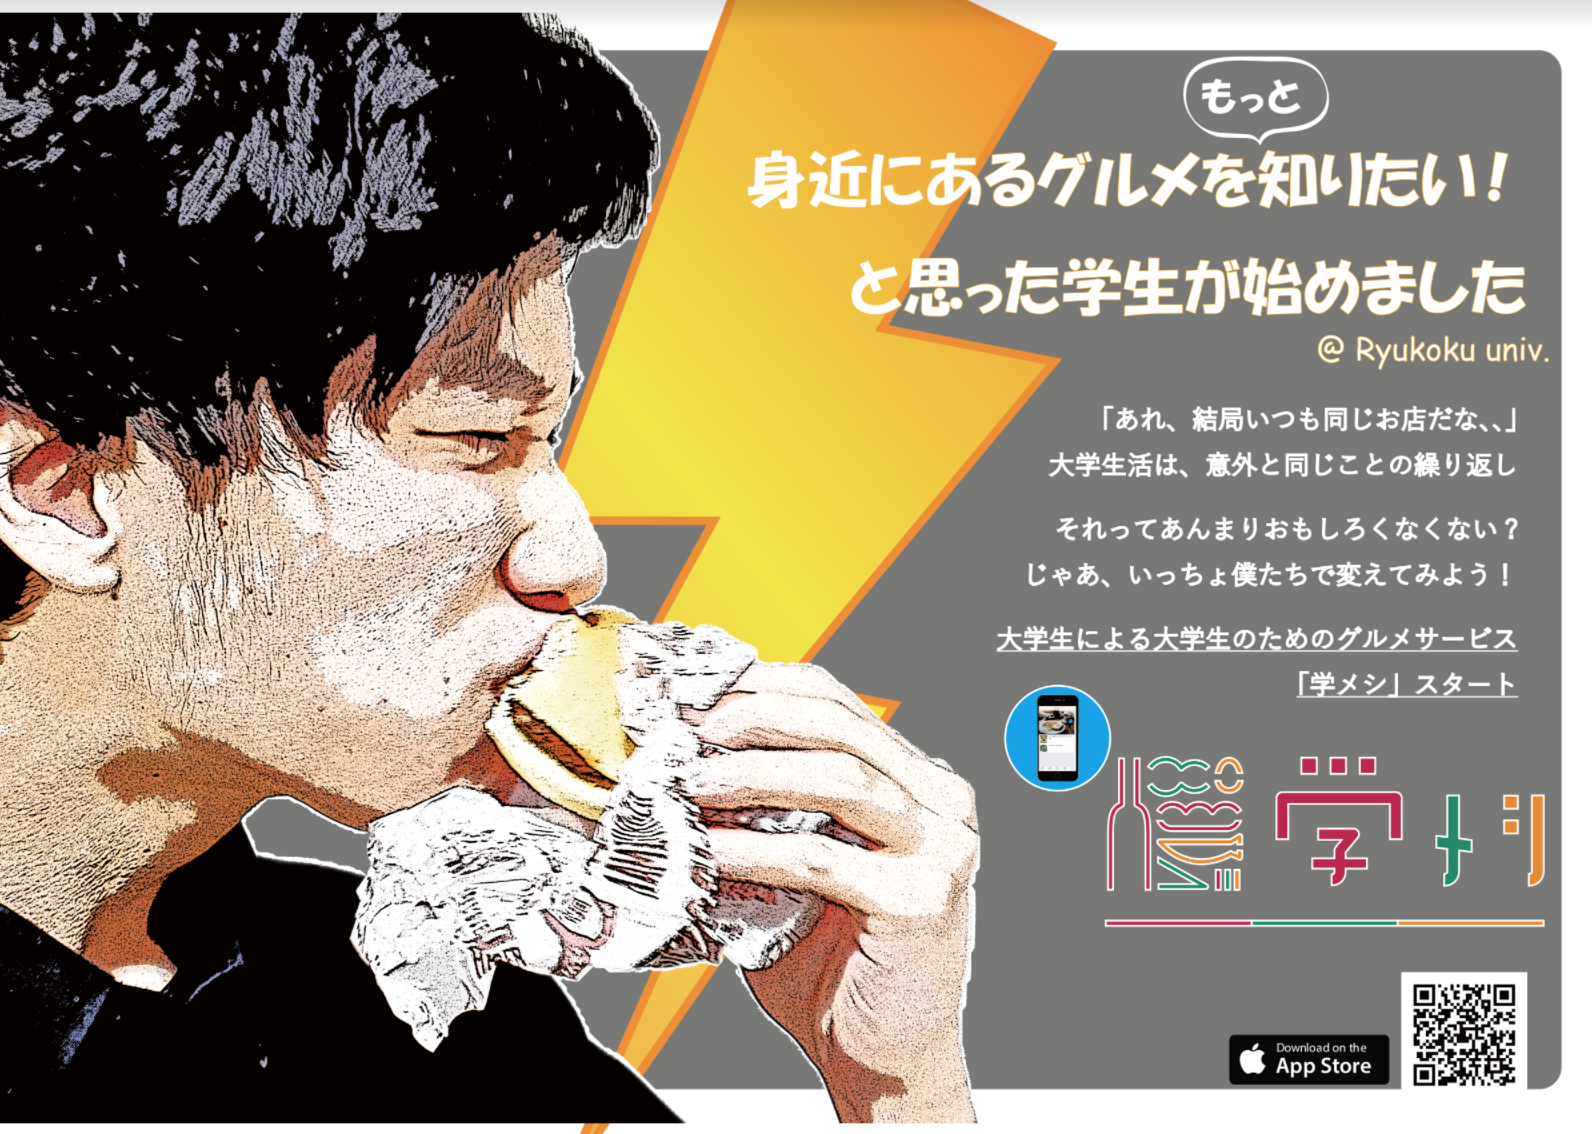 もっと
身近にあるグルメを知りたい!
と思った学生が始めました
@ Ryukoku univ.
「あれ、結局いつも同じお店だな、、」
大学生活は、意外と同じことの繰り返し
それってあんまりおもしろくなくない？
じゃあ、いっちょ僕たちで変えてみよう！
大学生による大学生のためのグルメサービス
「学メシ」スタート
学メシ
Download on the
App Store